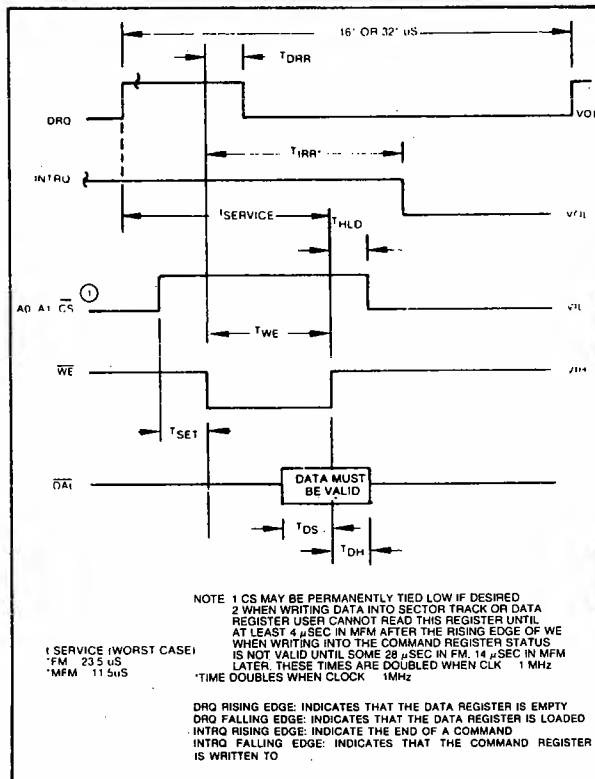 16* OR 32* uS
TDRR
DRQ
VOL
TIRR*
INTRQ
VOL
tSERVICE
THLD
A0 A1 CS 1
VIL
TWE
WE
TSET
DAL
DATA MUST
BE VALID
TDS
TDH
NOTE 1 CS MAY BE PERMANENTLY TIED LOW IF DESIRED
2 WHEN WRITING DATA INTO SECTOR TRACK OR DATA
REGISTER USER CANNOT READ THIS REGISTER UNTIL
AT LEAST 4 µSEC IN MFM AFTER THE RISING EDGE OF WE
WHEN WRITING INTO THE COMMAND REGISTER STATUS
IS NOT VALID UNTIL SOME 28 µSEC IN FM. 14 µSEC IN MFM
LATER. THESE TIMES ARE DOUBLED WHEN CLK 1 MHz
t SERVICE (WORST CASE)
*FM 23.5 uS
*MFM 11.5uS
*TIME DOUBLES WHEN CLOCK 1MHz
DRQ RISING EDGE: INDICATES THAT THE DATA REGISTER IS EMPTY
DRQ FALLING EDGE: INDICATES THAT THE DATA REGISTER IS LOADED
INTRQ RISING EDGE: INDICATE THE END OF A COMMAND
INTRQ FALLING EDGE: INDICATES THAT THE COMMAND REGISTER
IS WRITTEN TO